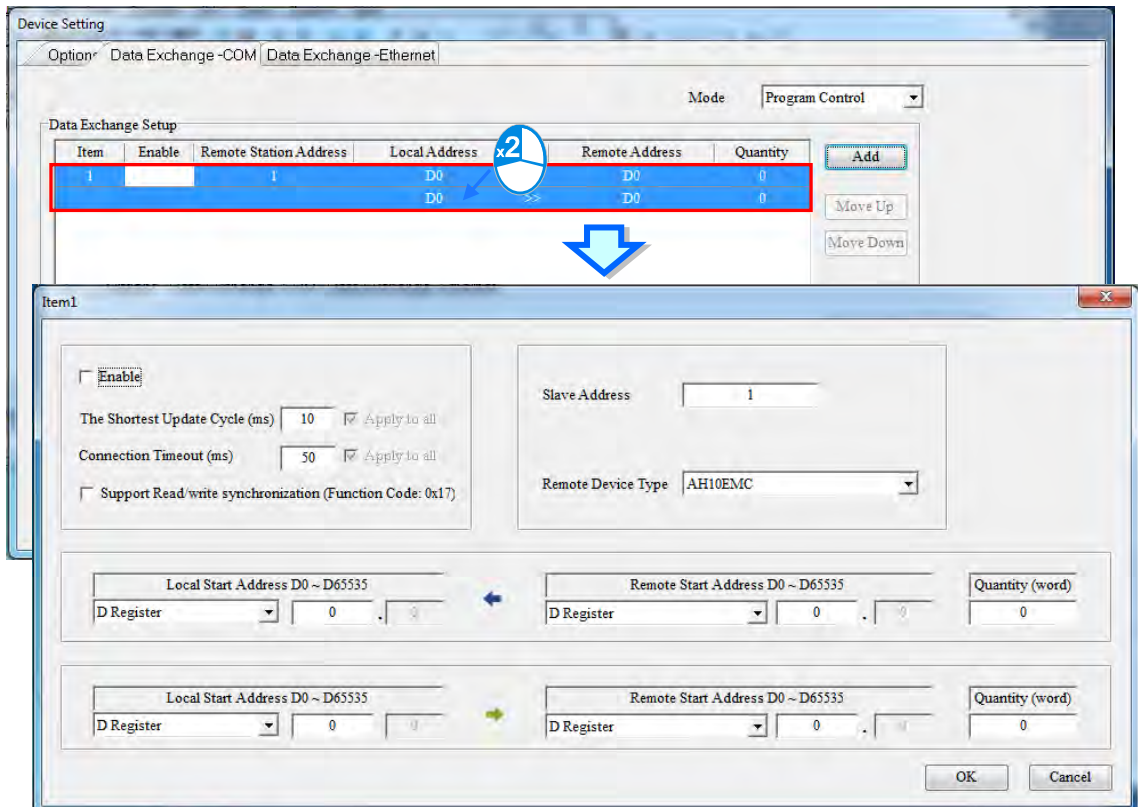 Device Setting
Option Data Exchange -COM Data Exchange -Ethernet
Mode Program Control
Data Exchange Setup
Item Enable Remote Station Address Local Address Remote Address Quantity
x2
Add
1 1 D0 D0 0
D0 >> D0 0
Move Up
Move Down
Item1
x
Enable
The Shortest Update Cycle (ms) 10 Apply to all
Connection Timeout (ms) 50 Apply to all
Support Read/write synchronization (Function Code: 0x17)
Slave Address 1
Remote Device Type AH10EMC
Local Start Address D0 ~ D65535 Remote Start Address D0 ~ D65535 Quantity (word)
D Register 0 . 0 D Register 0 . 0 0
Local Start Address D0 ~ D65535 Remote Start Address D0 ~ D65535 Quantity (word)
D Register 0 0 D Register 0 . 0 0
OK Cancel